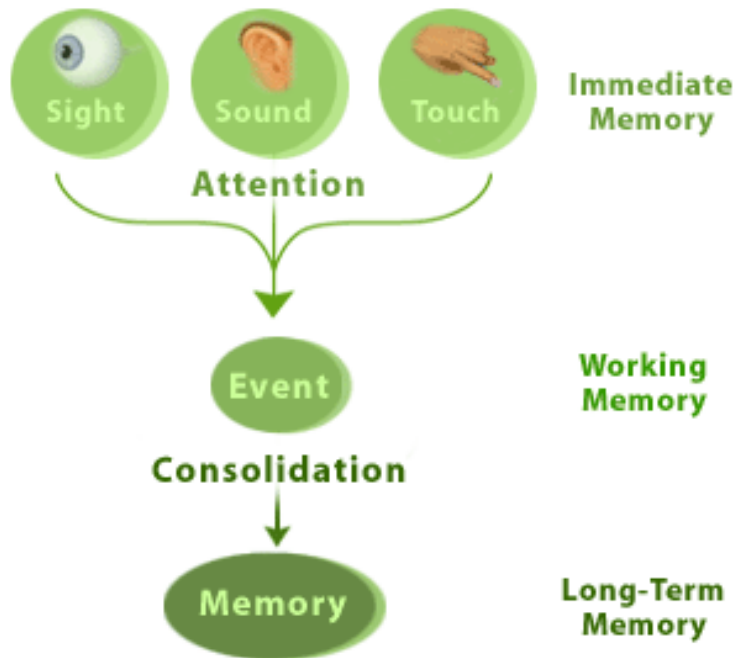 Sight
Sound
Touch
Immediate
Memory
Attention
Event
Working
Memory
Consolidation
Memory
Long-Term
Memory